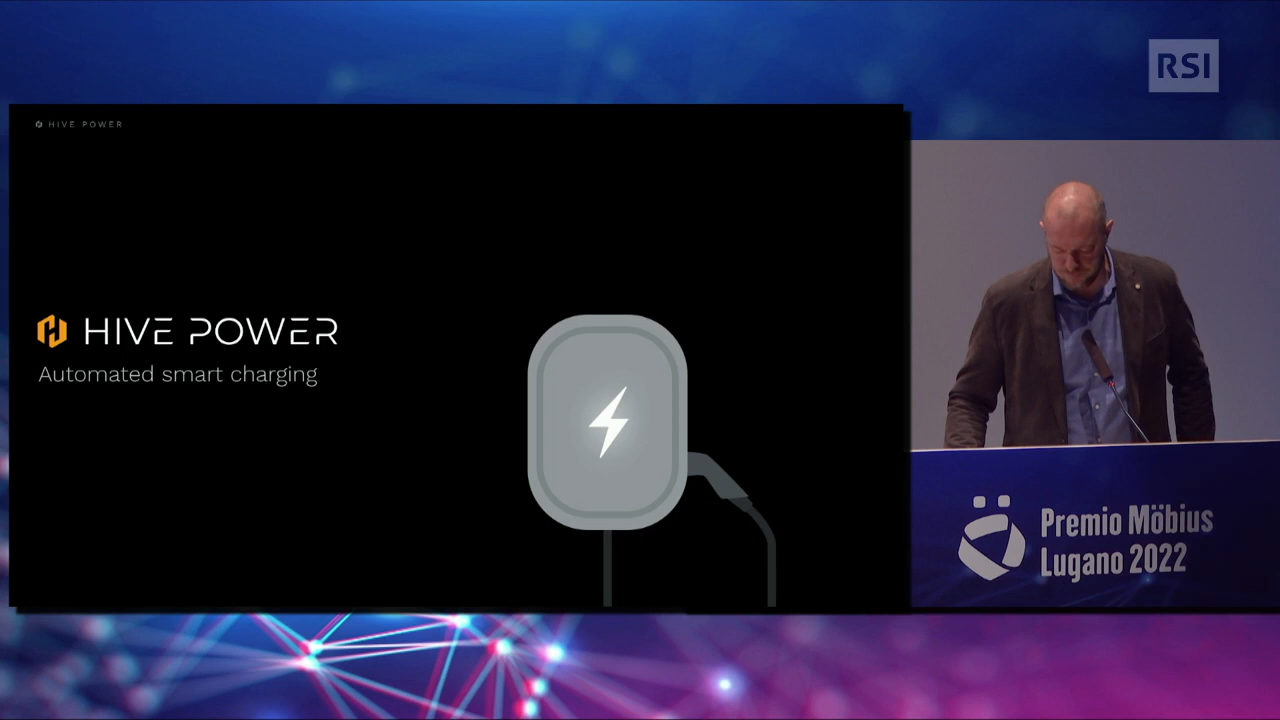 RSI
HIVE POWER
HIVE POWER
Automated smart charging
Premio Möbius
Lugano 2022